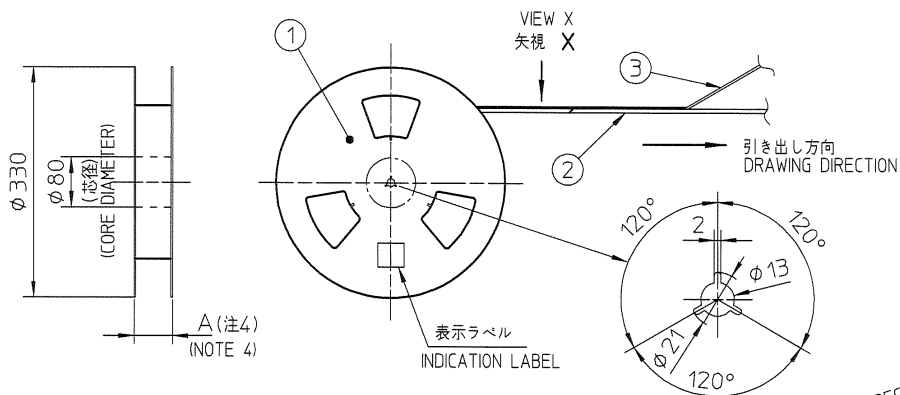 VIEW X
矢視 X
①
③
②
引き出し方向
DRAWING DIRECTION
φ330
φ80
(芯径)
(CORE DIAMETER)
A (注4)
(NOTE 4)
表示ラベル
INDICATION LABEL
120°
2
120°
φ13
φ21
120°